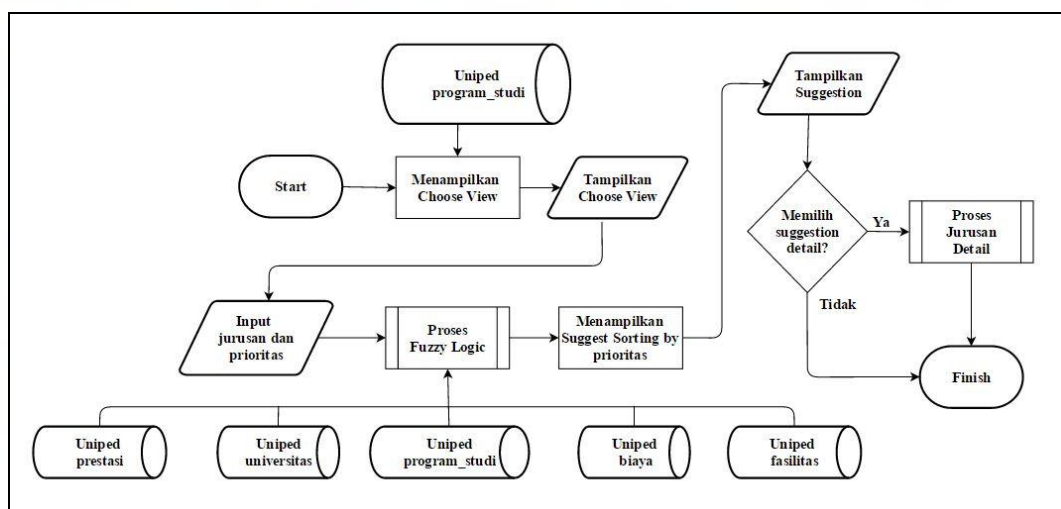 Uniped
program_studi
Start
Menampilkan
Choose View
Tampilkan
Choose View
Input
jurusan dan
prioritas
Proses
Fuzzy Logic
Menampilkan
Suggest Sorting by
prioritas
Tampilkan
Suggestion
Memilih
suggestion
detail?
Ya
Proses
Jurusan
Detail
Tidak
Finish
Uniped
prestasi
Uniped
universitas
Uniped
program_studi
Uniped
biaya
Uniped
fasilitas